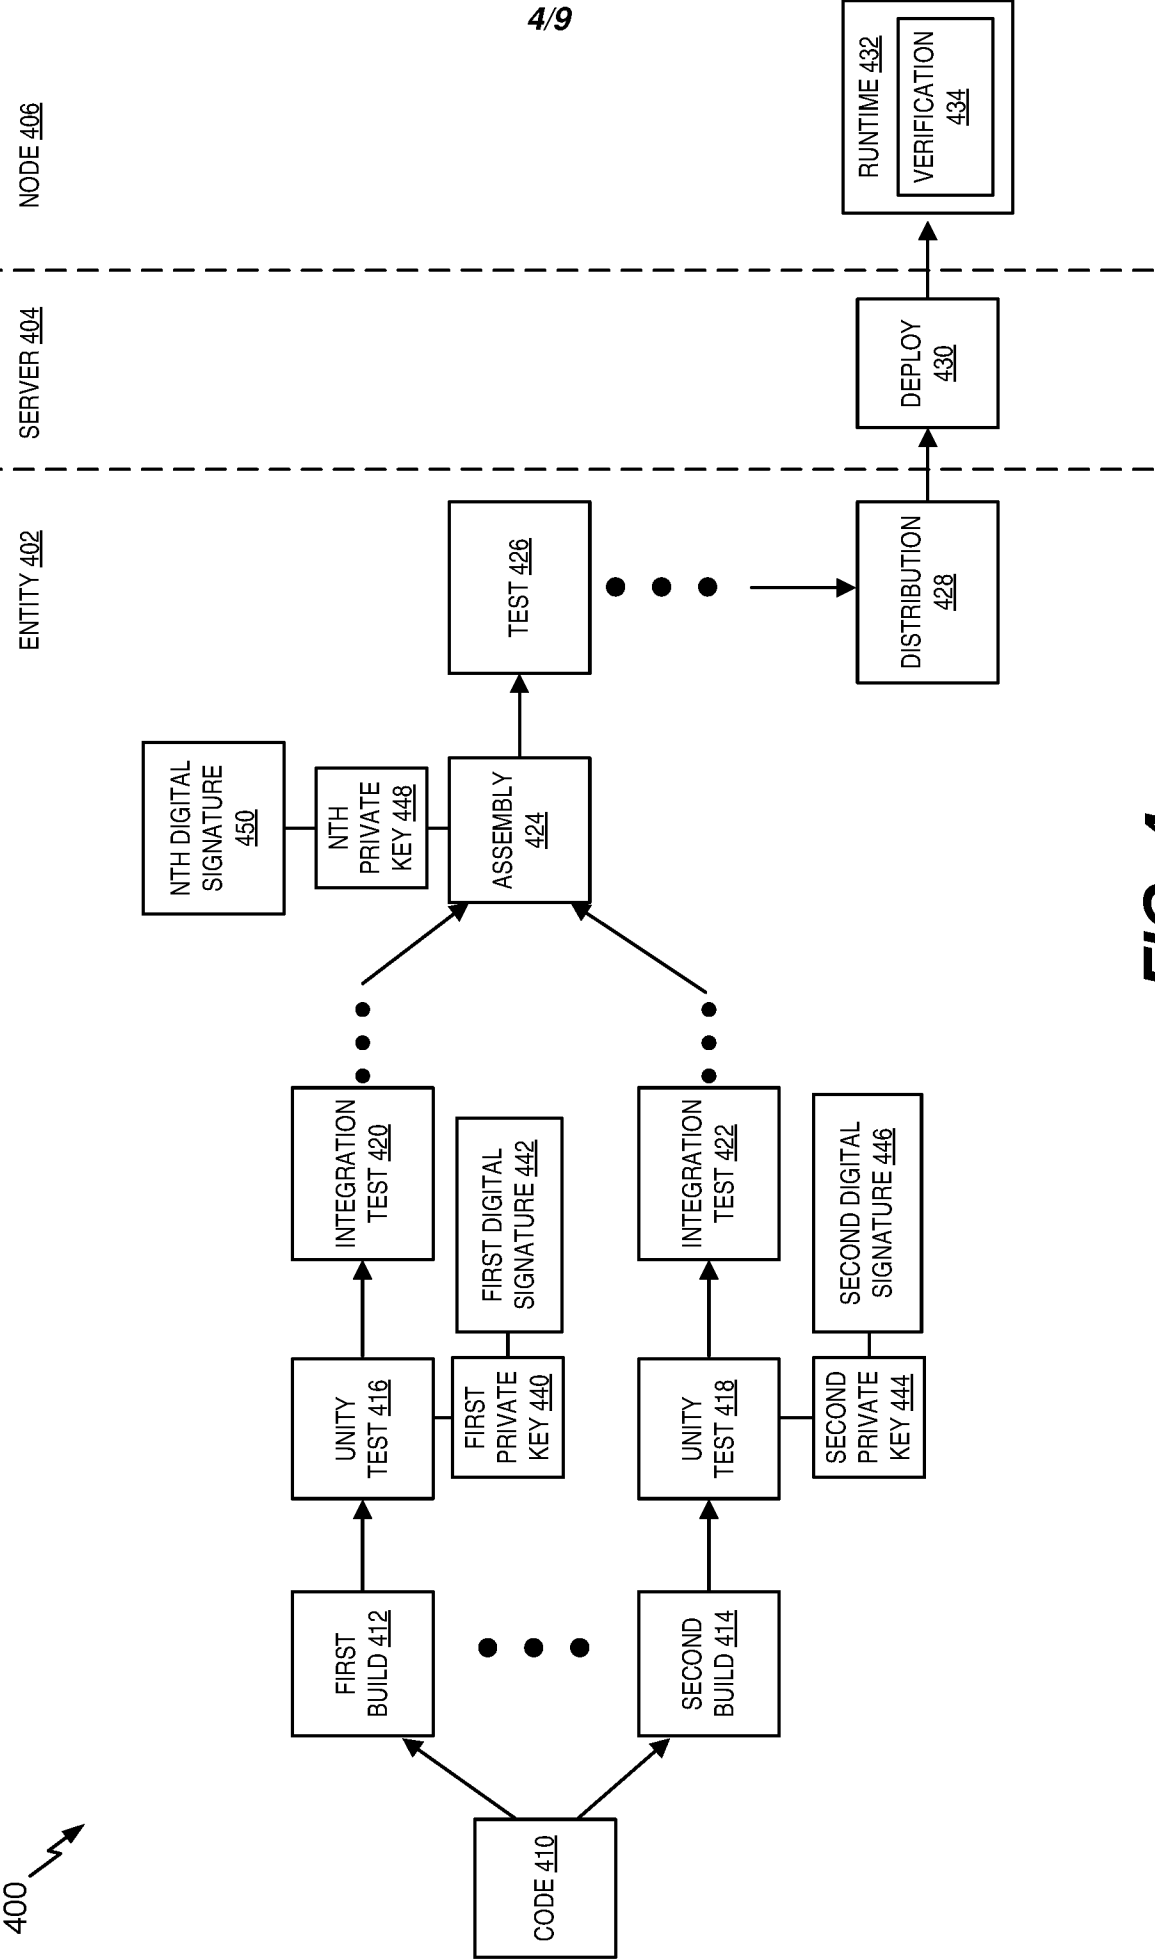 4/9
400
ENTITY 402
SERVER 404
NODE 406
CODE 410
FIRST
BUILD 412
SECOND
BUILD 414
UNITY
TEST 416
FIRST
PRIVATE
KEY 440
FIRST DIGITAL
SIGNATURE 442
UNITY
TEST 418
SECOND
PRIVATE
KEY 444
SECOND DIGITAL
SIGNATURE 446
INTEGRATION
TEST 420
INTEGRATION
TEST 422
NTH DIGITAL
SIGNATURE
450
NTH
PRIVATE
KEY 448
ASSEMBLY
424
TEST 426
DISTRIBUTION
428
DEPLOY
430
RUNTIME 432
VERIFICATION
434